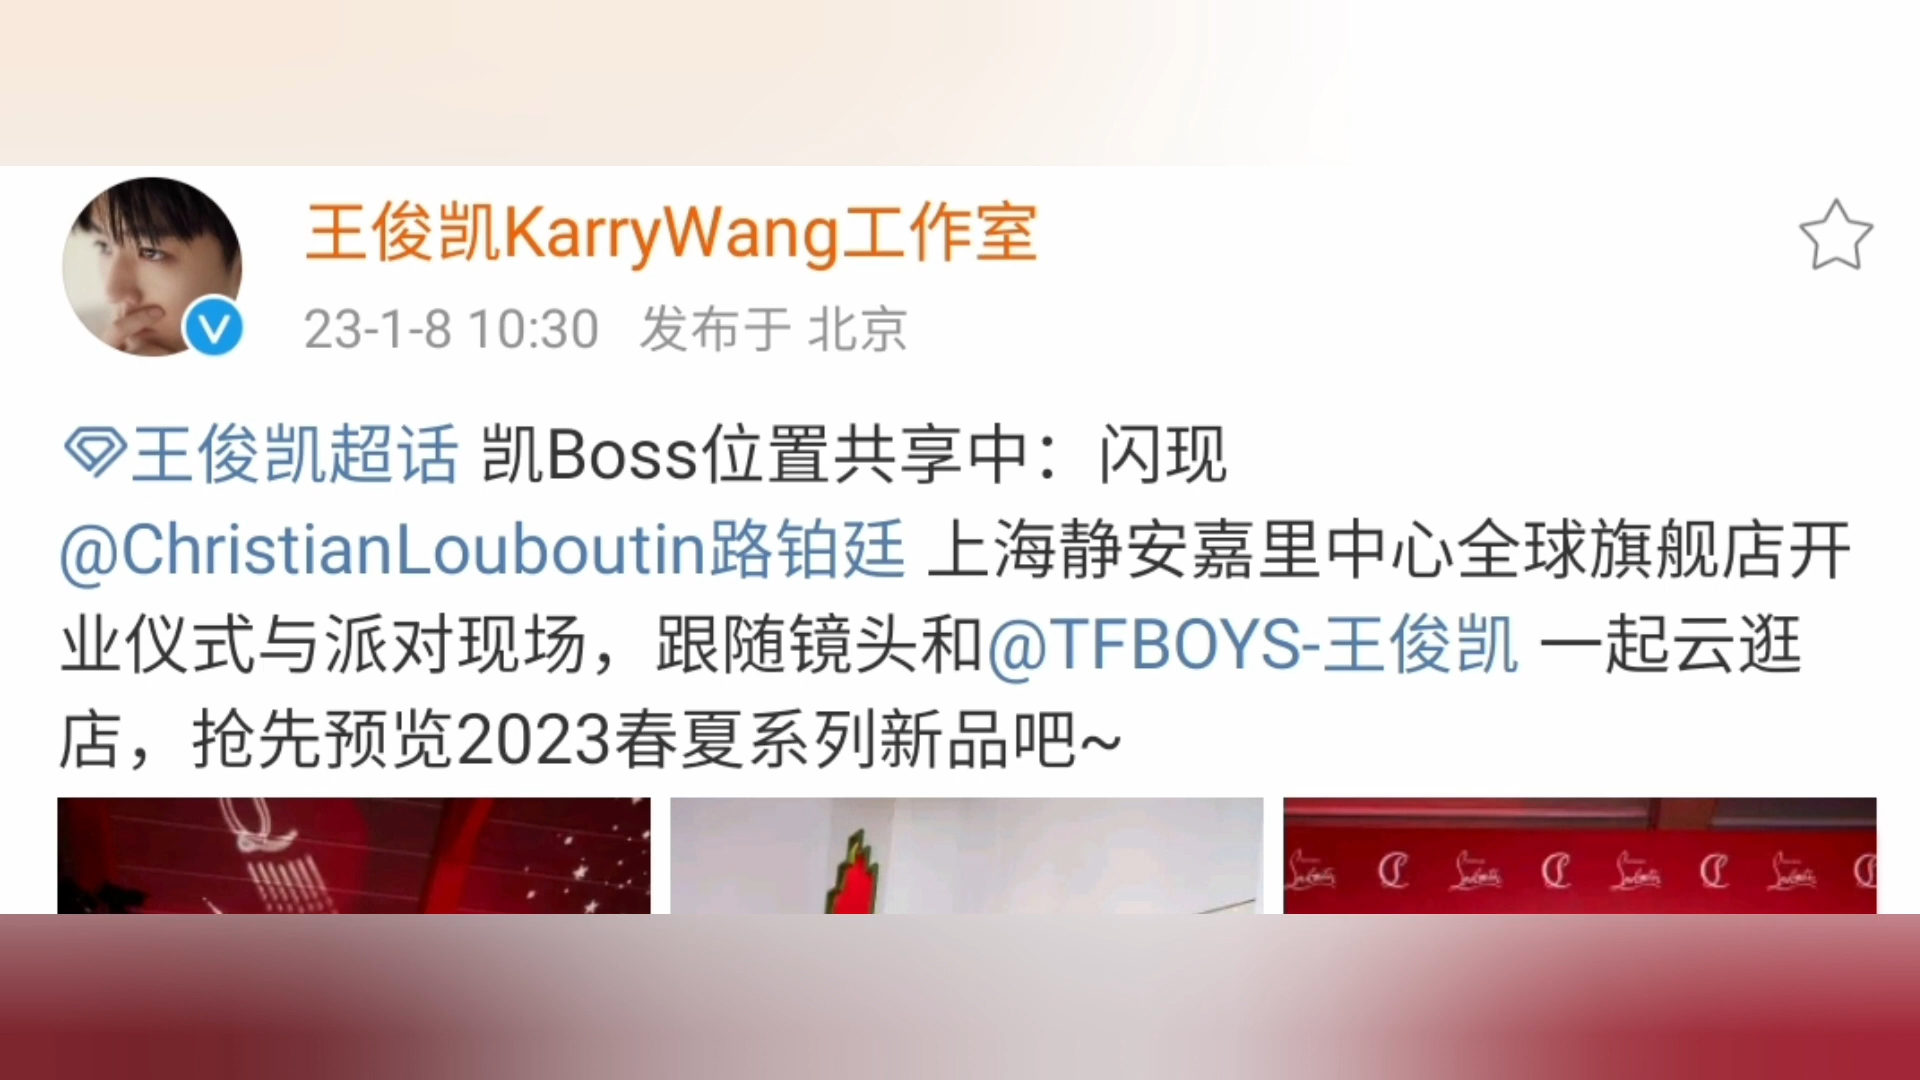 王俊凯KarryWang工作室
23-1-8 10:30 发布于 北京
王俊凯超话 凯Boss位置共享中：闪现
@ChristianLouboutin路铂廷 上海静安嘉里中心全球旗舰店开
业仪式与派对现场，跟随镜头和@TFBOYS-王俊凯 一起云逛
店，抢先预览2023春夏系列新品吧~